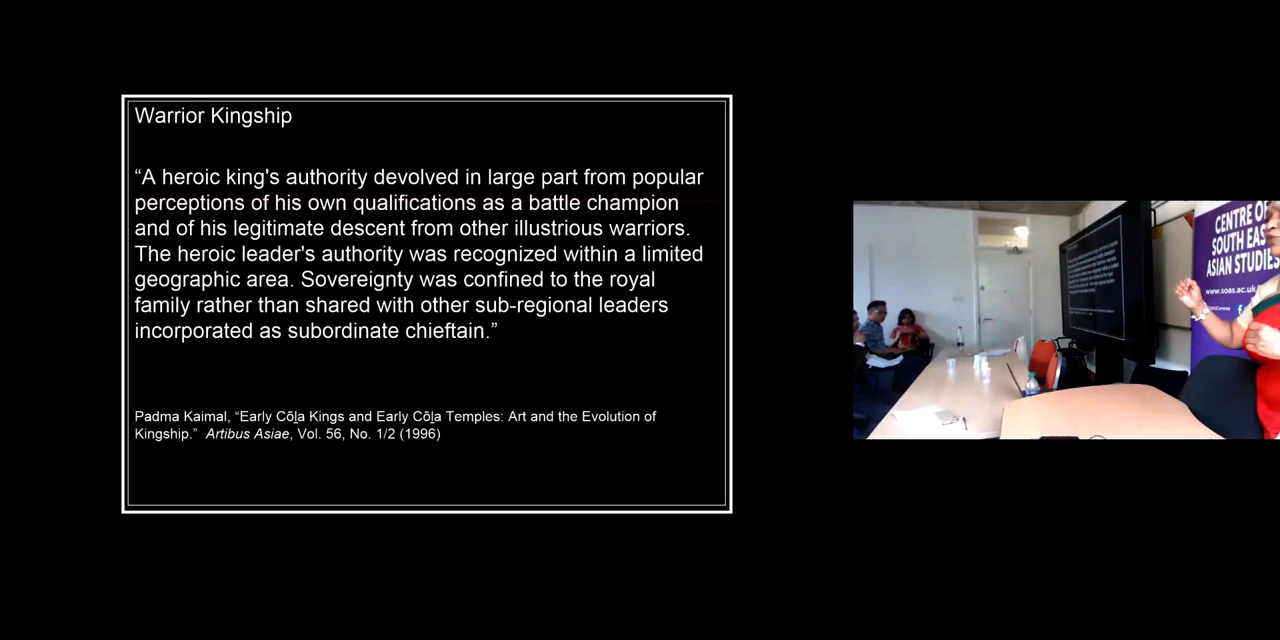 Warrior Kingship
“A heroic king's authority devolved in large part from popular
perceptions of his own qualifications as a battle champion
and of his legitimate descent from other illustrious warriors.
The heroic leader's authority was recognized within a limited
geographic area. Sovereignty was confined to the royal
family rather than shared with other sub-regional leaders
incorporated as subordinate chieftain.”
Padma Kaimal, “Early Cōḻa Kings and Early Cōḻa Temples: Art and the Evolution of
Kingship.” Artibus Asiae, Vol. 56, No. 1/2 (1996)
CENTRE OF
SOUTH EAS
ASIAN STUDIES
www.soas.ac.uk/